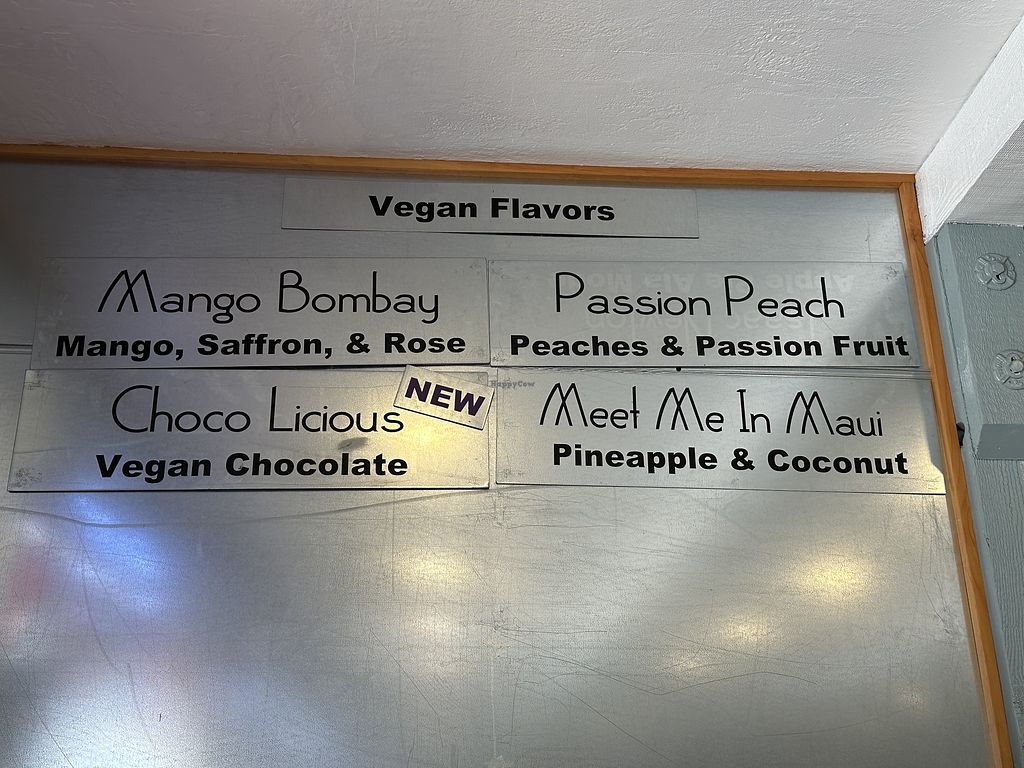 Vegan Flavors
Mango Bombay
Mango, Saffron, & Rose
Passion Peach
Peaches & Passion Fruit
Choco Licious
NEW
Vegan Chocolate
Meet Me In Maui
Pineapple & Coconut
HappyCow